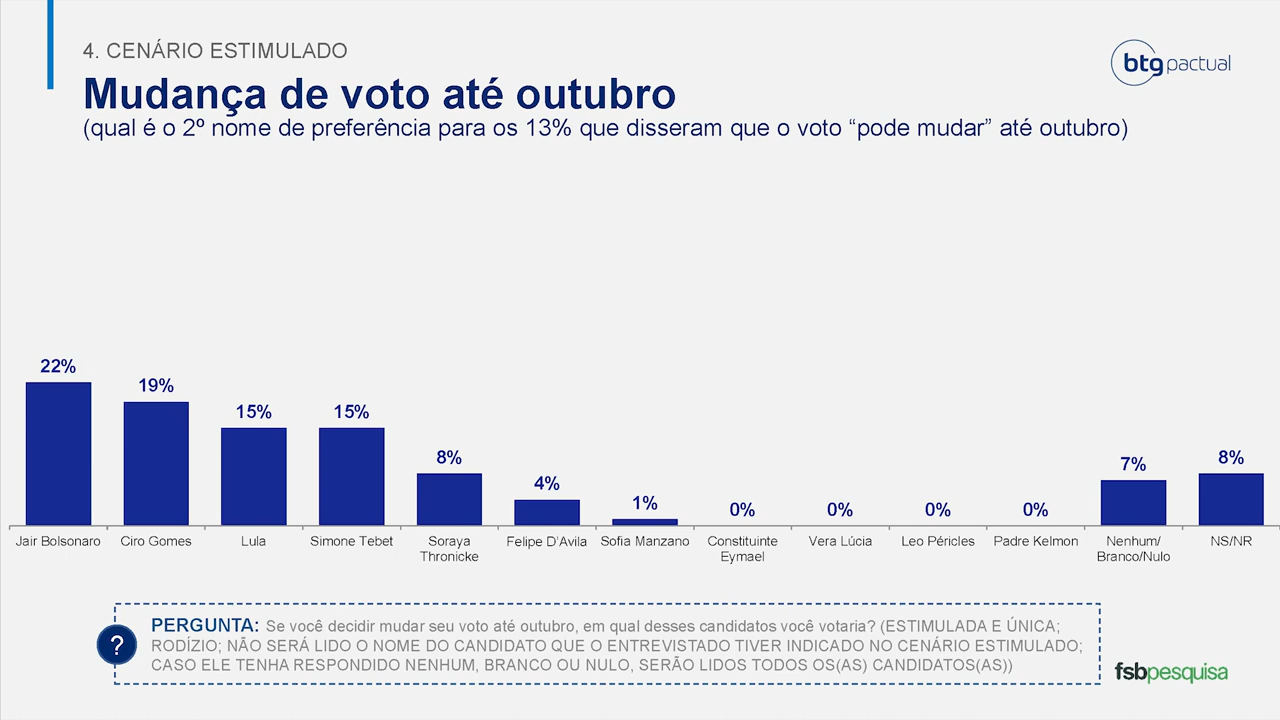 4. CENÁRIO ESTIMULADO
btgpactual
Mudança de voto até outubro
(qual é o 2º nome de preferência para os 13% que disseram que o voto “pode mudar” até outubro)
22%
19%
15%
15%
8%
4%
1%
0%
0%
0%
0%
7%
8%
Jair Bolsonaro
Ciro Gomes
Lula
Simone Tebet
Soraya
Thronicke
Felipe D'Avila
Sofia Manzano
Constituinte
Eymael
Vera Lúcia
Leo Péricles
Padre Kelmon
Nenhum/
Branco/Nulo
NS/NR
?
PERGUNTA: Se você decidir mudar seu voto até outubro, em qual desses candidatos você votaria? (ESTIMULADA E ÚNICA;
RODÍZIO; NÃO SERÁ LIDO O NOME DO CANDIDATO QUE O ENTREVISTADO TIVER INDICADO NO CENÁRIO ESTIMULADO;
CASO ELE TENHA RESPONDIDO NENHUM, BRANCO OU NULO, SERÃO LIDOS TODOS OS(AS) CANDIDATOS(AS))
fsbpesquisa